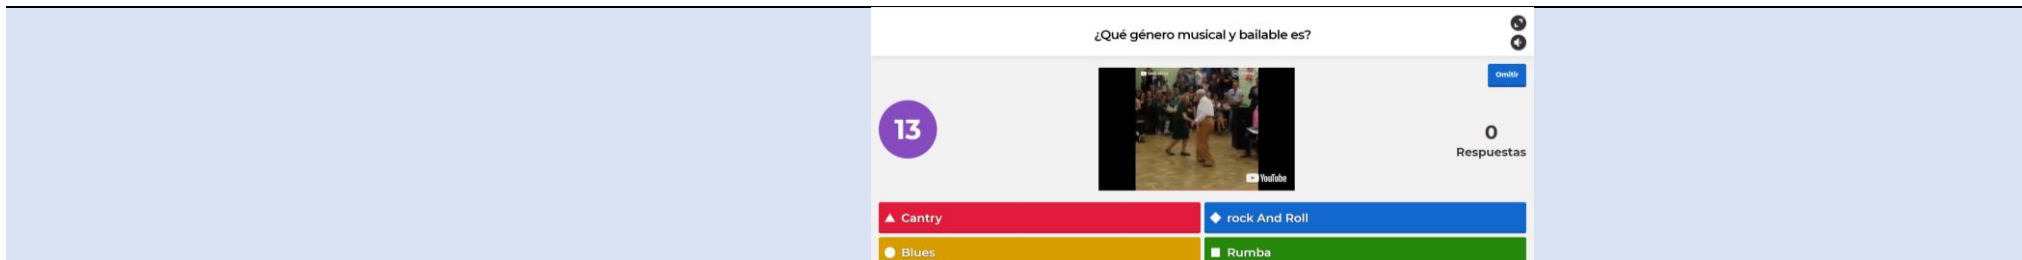 ¿Qué género musical y bailable es?
Omitir
13
0
Respuestas
YouTube
Cantry
rock And Roll
Blues
Rumba